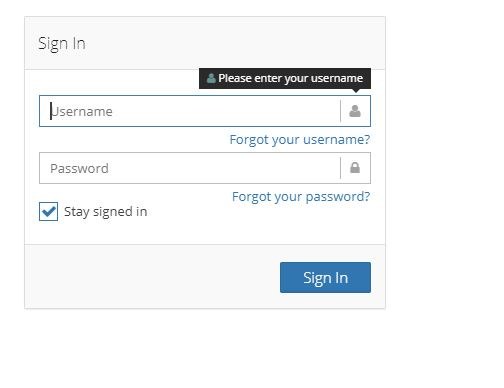 Sign In
Please enter your username
Username
Forgot your username?
Password
Forgot your password?
Stay signed in
Sign In